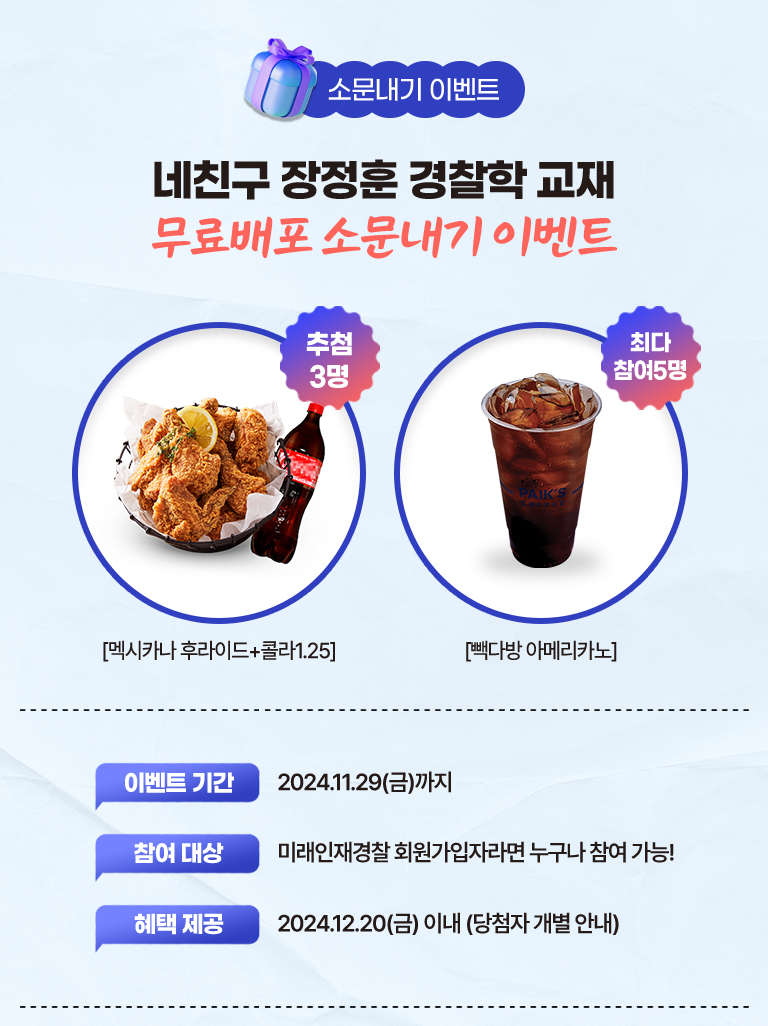 소문내기 이벤트
네친구 장정훈 경찰학 교재
무료배포 소문내기 이벤트
추첨
3명
최다
참여5명
PAIK'S
[멕시카나 후라이드+콜라1.25]
[빽다방 아메리카노]
이벤트 기간 2024.11.29(금)까지
참여 대상 미래인재경찰 회원가입자라면 누구나 참여 가능!
혜택 제공 2024.12.20(금) 이내 (당첨자 개별 안내)